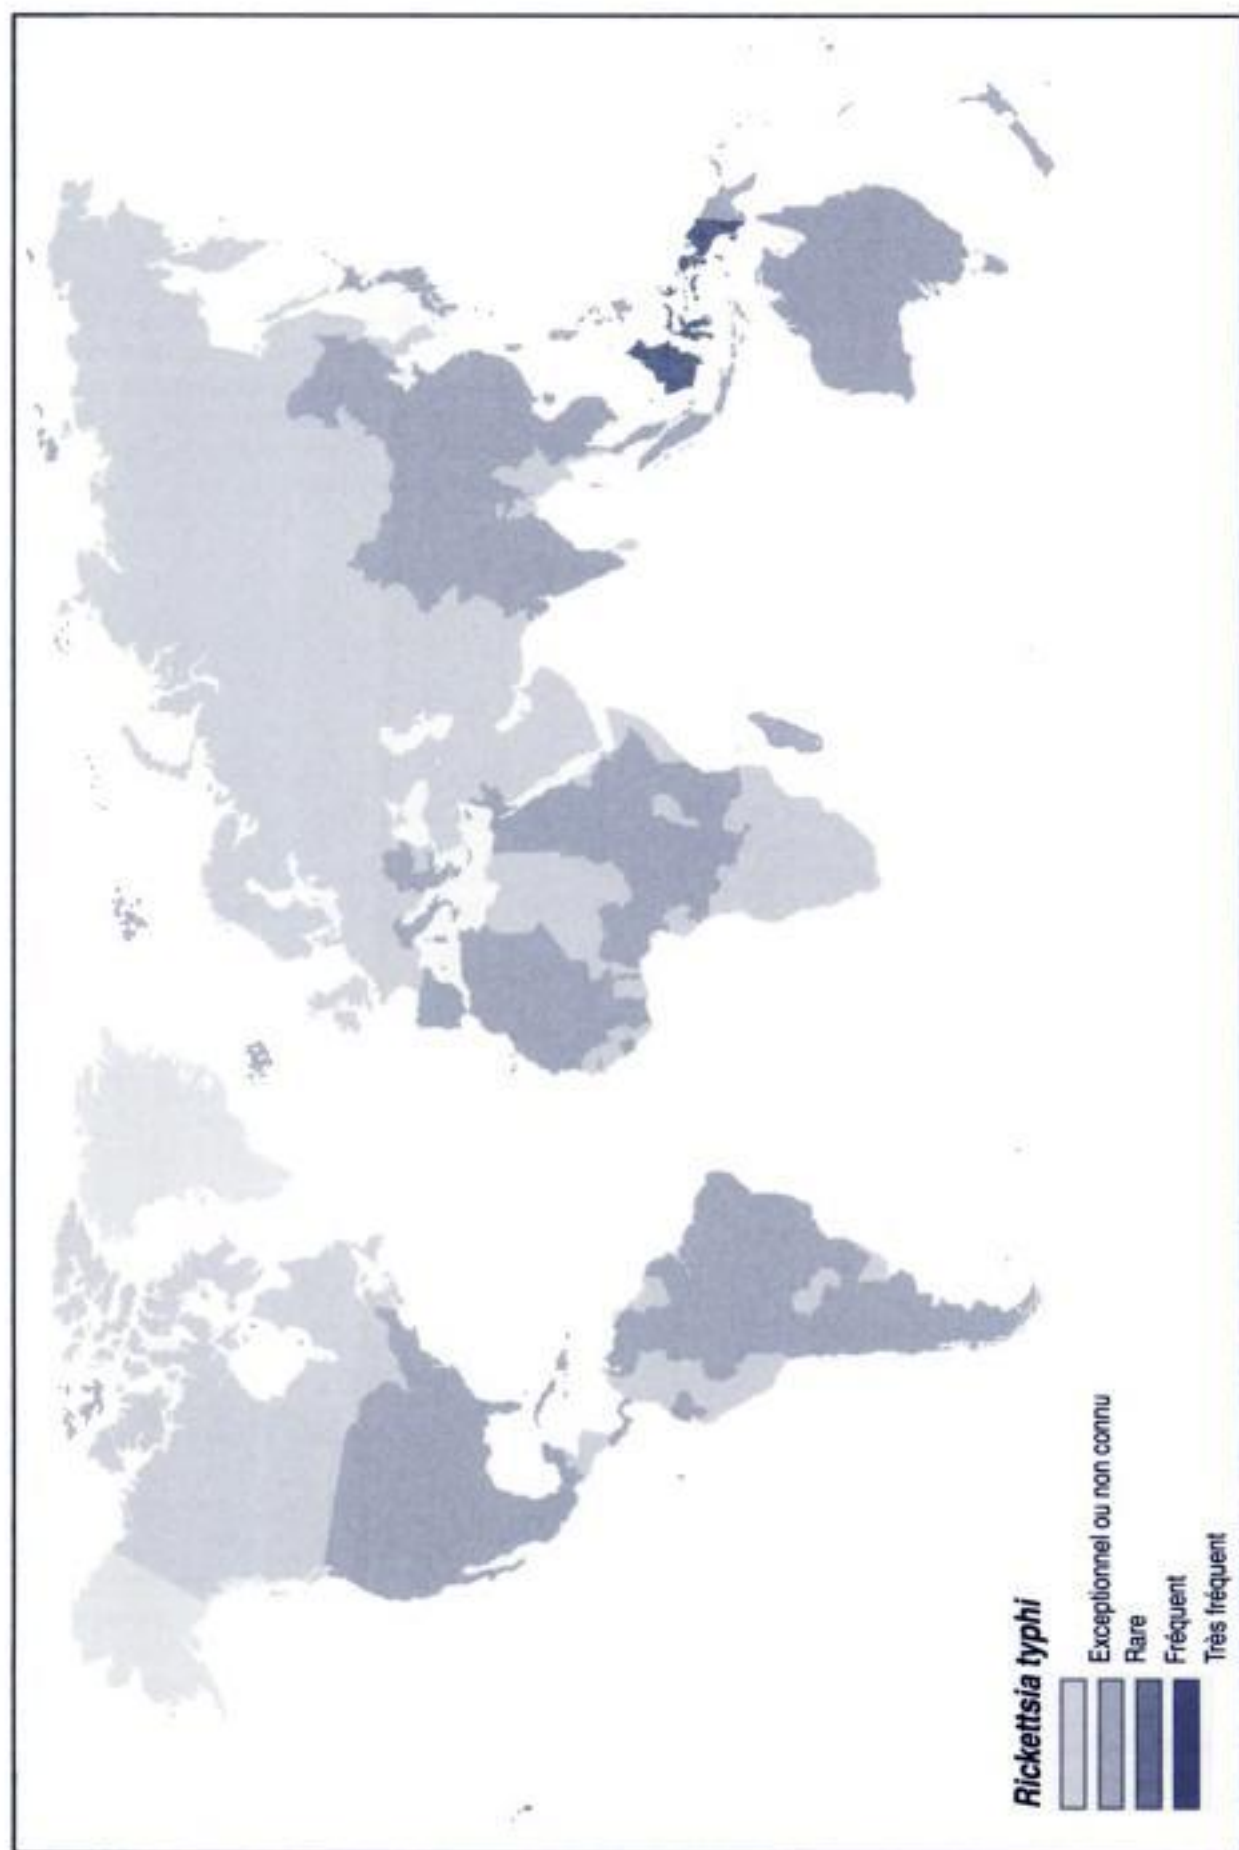 Rickettsia typhi
Exceptionnel ou non connu
Rare
Fréquent
Très fréquent